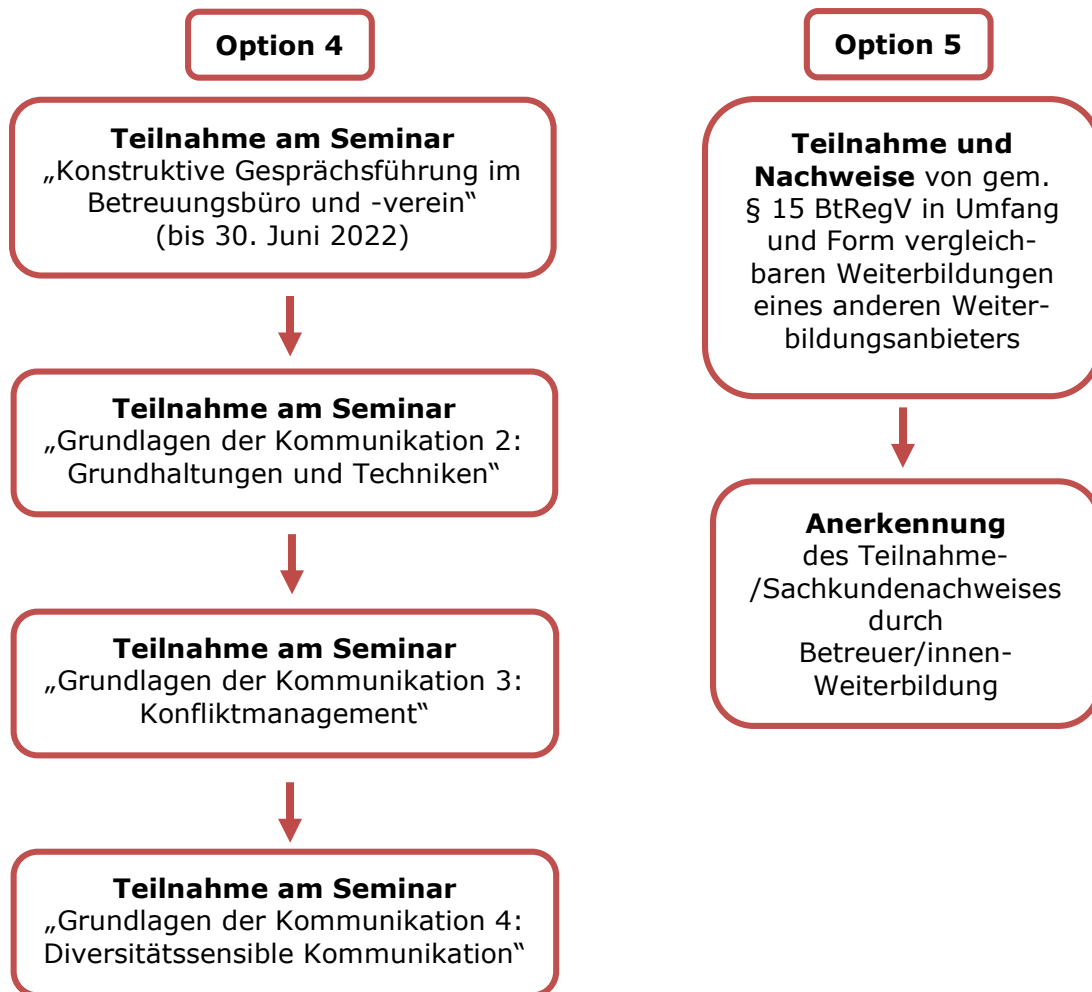 Option 4
Teilnahme am Seminar
„Konstruktive Gesprächsführung im
Betreuungsbüro und -verein“
(bis 30. Juni 2022)
Teilnahme am Seminar
„Grundlagen der Kommunikation 2:
Grundhaltungen und Techniken“
Teilnahme am Seminar
„Grundlagen der Kommunikation 3:
Konfliktmanagement“
Teilnahme am Seminar
„Grundlagen der Kommunikation 4:
Diversitätssensible Kommunikation“
Option 5
Teilnahme und
Nachweise von gem.
§ 15 BtRegV in Umfang
und Form vergleich-
baren Weiterbildungen
eines anderen Weiter-
bildungsanbieters
Anerkennung
des Teilnahme-
/Sachkundenachweises
durch
Betreuer/innen-
Weiterbildung